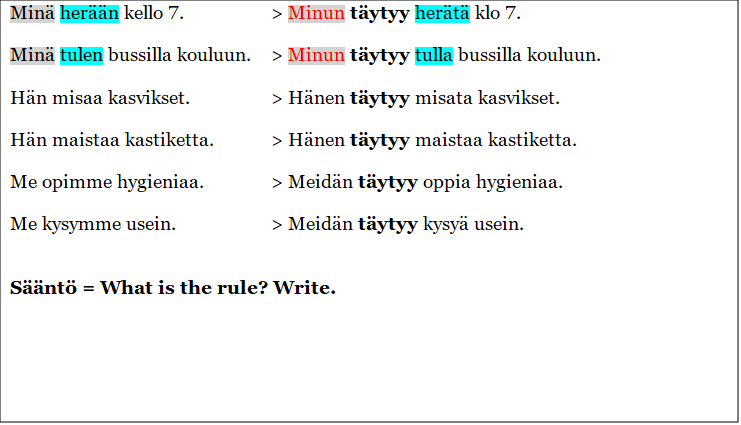 Minä herään kello 7. > Minun täytyy herätä klo 7.
Minä tulen bussilla kouluun. > Minun täytyy tulla bussilla kouluun.
Hän misaa kasvikset. > Hänen täytyy misata kasvikset.
Hän maistaa kastiketta. > Hänen täytyy maistaa kastiketta.
Me opimme hygieniaa. > Meidän täytyy oppia hygieniaa.
Me kysymme usein. > Meidän täytyy kysyä usein.
Sääntö = What is the rule? Write.